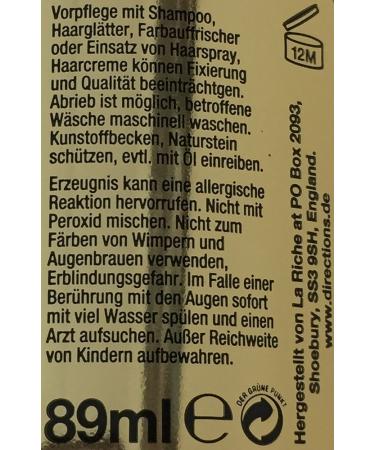 Vorpflege mit Shampoo,
Haarglätter, Farbauffrischer
oder Einsatz von Haarspray,
Haarcreme können Fixierung
und Qualität beeinträchtgen.
Abrieb ist möglich, betroffene
Wäsche maschinell waschen.
Kunstoffbecken, Naturstein
schützen, evtl. mit Öl einreiben.
Erzeugnis kann eine allergische
Reaktion hervorrufen. Nicht mit
Peroxid mischen. Nicht zum
Färben von Wimpern und
Augenbrauen verwenden,
Erblindungsgefahr. Im Falle einer
Berührung mit den Augen sofort
mit viel Wasser spülen und einen
Arzt aufsuchen. Außer Reichweite
von Kindern aufbewahren.
89ml e
DER GRÜNE PUNKT
12M
Hergestellt von La Riche at PO Box 2093,
Shoebury, SS3 9SH, England.
www.directions.de